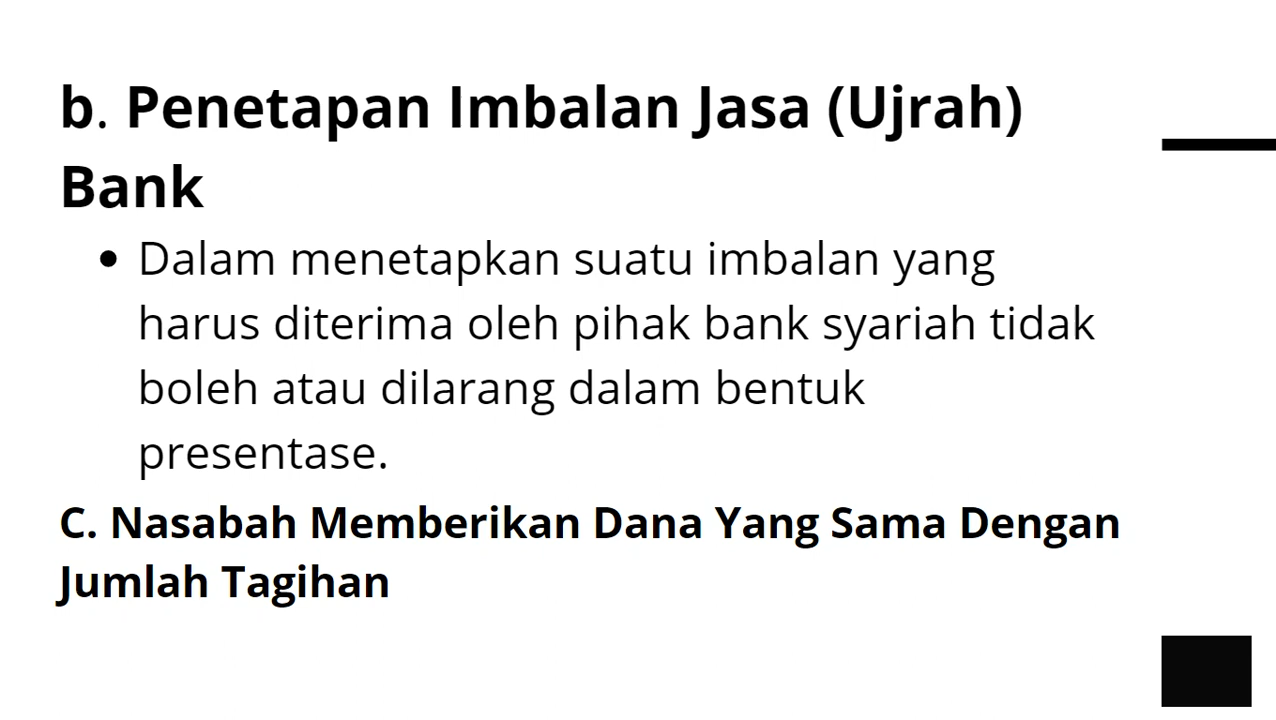 b. Penetapan Imbalan Jasa (Ujrah)
Bank
• Dalam menetapkan suatu imbalan yang
harus diterima oleh pihak bank syariah tidak
boleh atau dilarang dalam bentuk
presentase.
C. Nasabah Memberikan Dana Yang Sama Dengan
Jumlah Tagihan